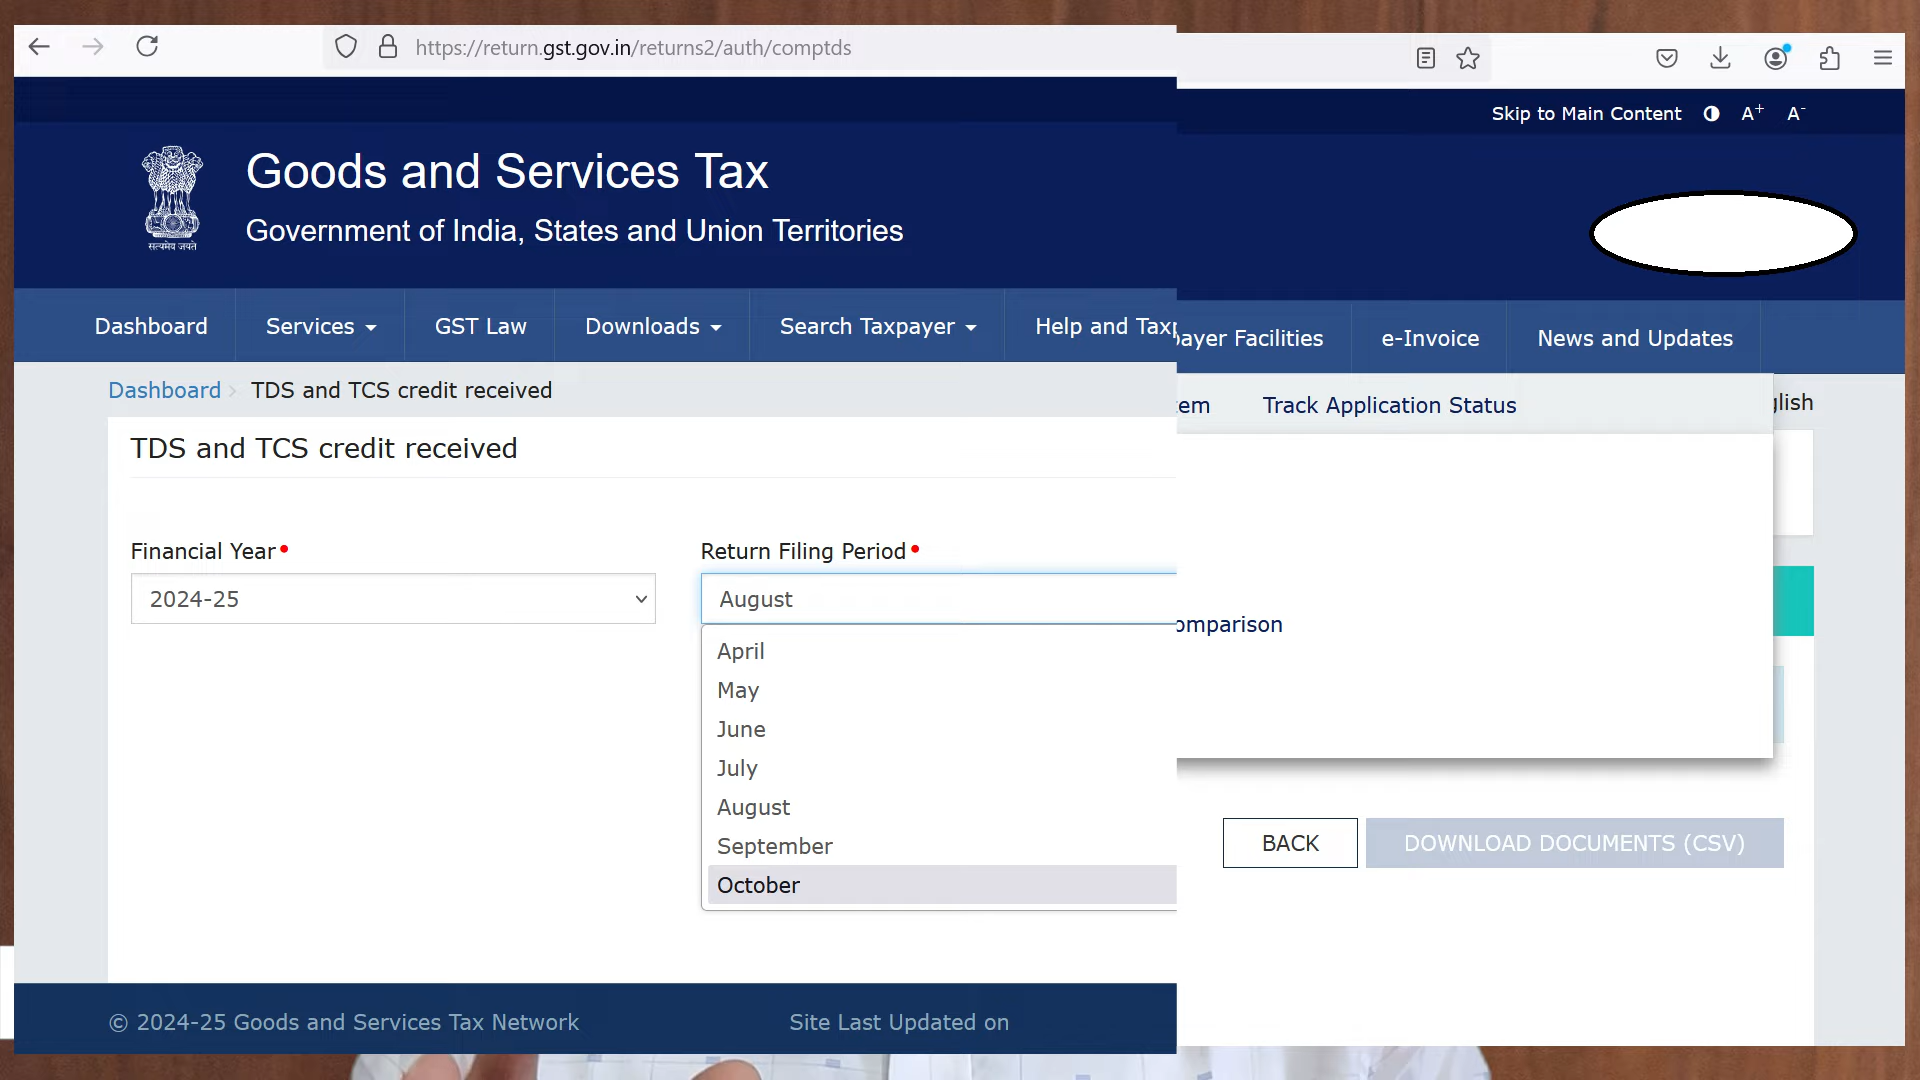 https://return.gst.gov.in/returns2/auth/comptds
Skip to Main Content A+ A-
Goods and Services Tax
Government of India, States and Union Territories
सत्यमेव जयते
Dashboard Services GST Law Downloads Search Taxpayer Help and Taxp
payer Facilities e-Invoice News and Updates
Dashboard TDS and TCS credit received
em Track Application Status glish
TDS and TCS credit received
Financial Year Return Filing Period
2024-25 August
omparison
April
May
June
July
August
September
October
BACK DOWNLOAD DOCUMENTS (CSV)
© 2024-25 Goods and Services Tax Network Site Last Updated on